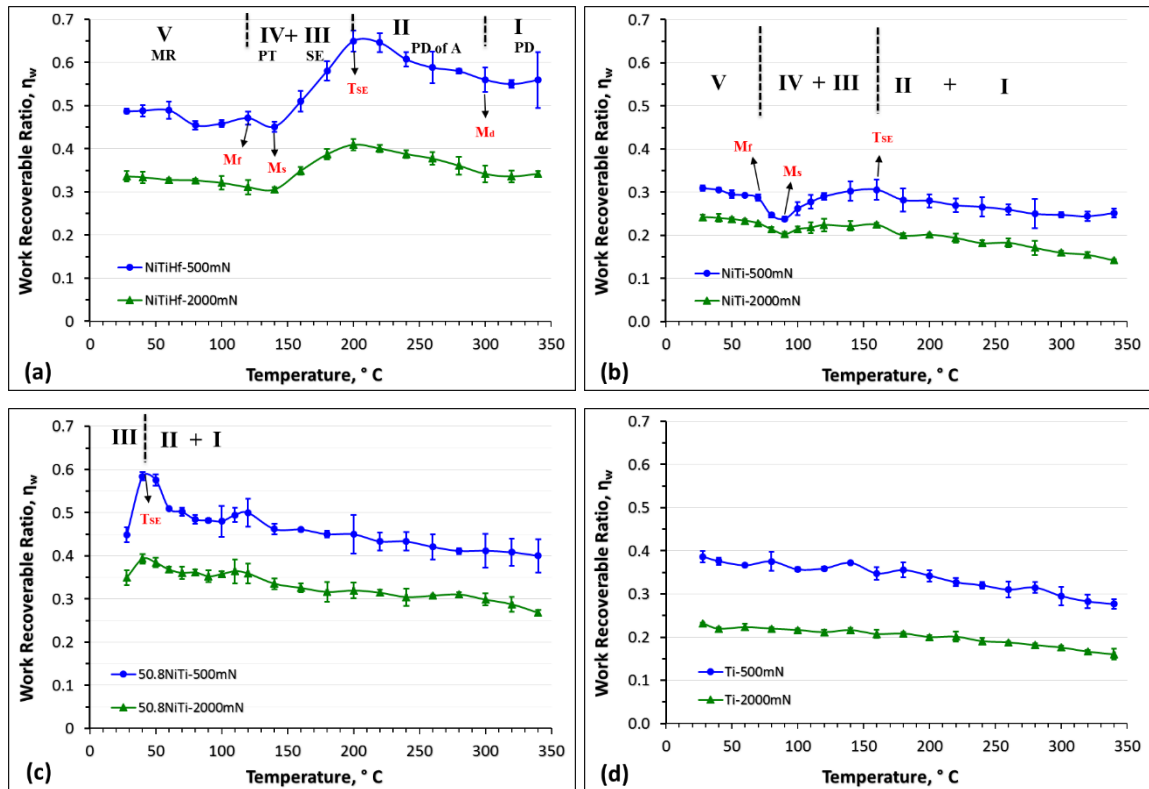 V
IV+ III
II
I
MR
PT
SE
PD of A
PD
TSE
Md
Mf
Ms
Work Recoverable Ratio, ηw
0.7
0.6
0.5
0.4
0.3
0.2
0.1
0
NiTiHf-500mN
NiTiHf-2000mN
0 50 100 150 200 250 300 350
Temperature, ° C
(a)
V
IV + III
II + I
Mf
Ms
TSE
Work Recoverable Ratio, ηw
0.7
0.6
0.5
0.4
0.3
0.2
0.1
0
NiTi-500mN
NiTi-2000mN
0 50 100 150 200 250 300 350
Temperature, ° C
(b)
III
II + I
TSE
Work Recoverable Ratio, ηw
0.7
0.6
0.5
0.4
0.3
0.2
0.1
0
50.8NiTi-500mN
50.8NiTi-2000mN
0 50 100 150 200 250 300 350
Temperature, ° C
(c)
Work Recoverable Ratio, ηw
0.7
0.6
0.5
0.4
0.3
0.2
0.1
0.0
Ti-500mN
Ti-2000mN
0 50 100 150 200 250 300 350
Temperature, ° C
(d)